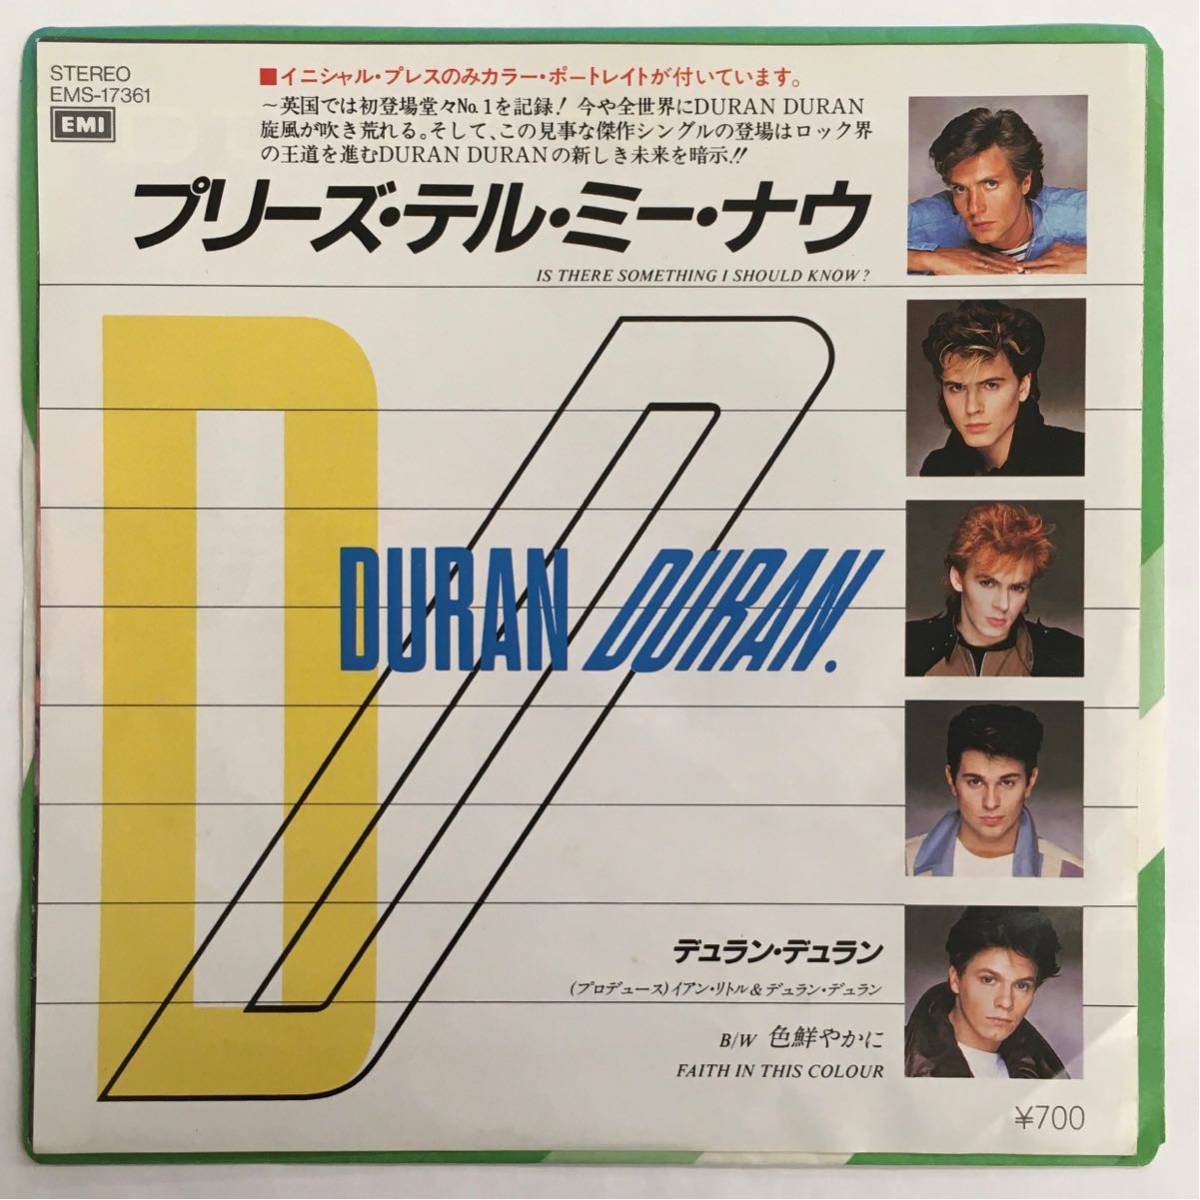 STEREO
EMS-17361
EMI
■イニシャル・プレスのみカラー・ポートレイトが付いています。
〜英国では初登場堂々No.1を記録! 今や全世界にDURAN DURAN
旋風が吹き荒れる。そして、この見事な傑作シングルの登場はロック界
の王道を進むDURAN DURANの新しき未来を暗示!!
プリーズ・テル・ミー・ナウ
IS THERE SOMETHING I SHOULD KNOW?
DURAN DURAN.
デュラン・デュラン
(プロデュース)イアン・リトル&デュラン・デュラン
B/W 色鮮やかに
FAITH IN THIS COLOUR
¥700